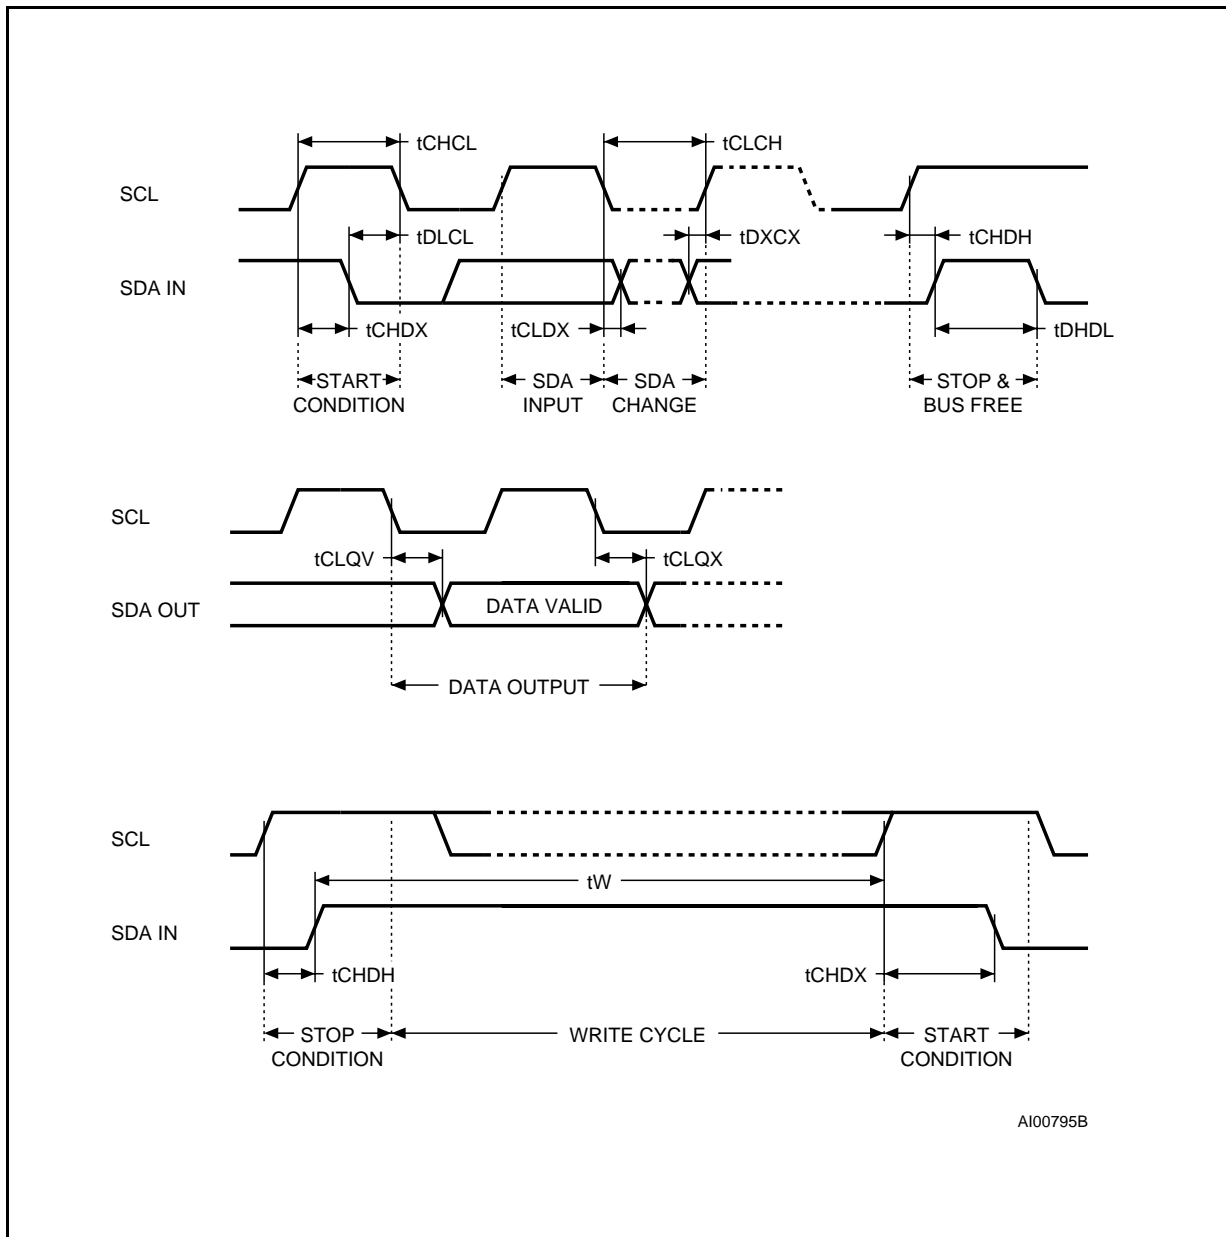 tCHCL
tCLCH
SCL
tDLCL
tDXCX
tCHDH
SDA IN
tCHDX
tCLDX
tDHDL
START
CONDITION
SDA
INPUT
SDA
CHANGE
STOP &
BUS FREE
SCL
tCLQV
tCLQX
SDA OUT
DATA VALID
DATA OUTPUT
SCL
tW
SDA IN
tCHDH
tCHDX
STOP
CONDITION
WRITE CYCLE
START
CONDITION
AI00795B